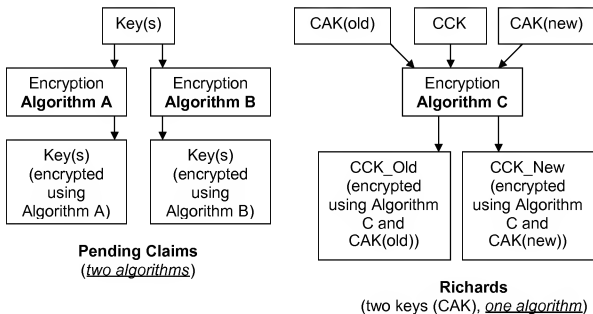 Key(s)
Encryption
Algorithm A
Encryption
Algorithm B
Key(s)
(encrypted
using
Algorithm A)
Key(s)
(encrypted
using
Algorithm B)
Pending Claims
(two algorithms)
CAK(old)
CCK
CAK(new)
Encryption
Algorithm C
CCK_Old
(encrypted
using Algorithm
C and
CAK(old))
CCK_New
(encrypted
using Algorithm
C and
CAK(new))
Richards
(two keys (CAK), one algorithm)